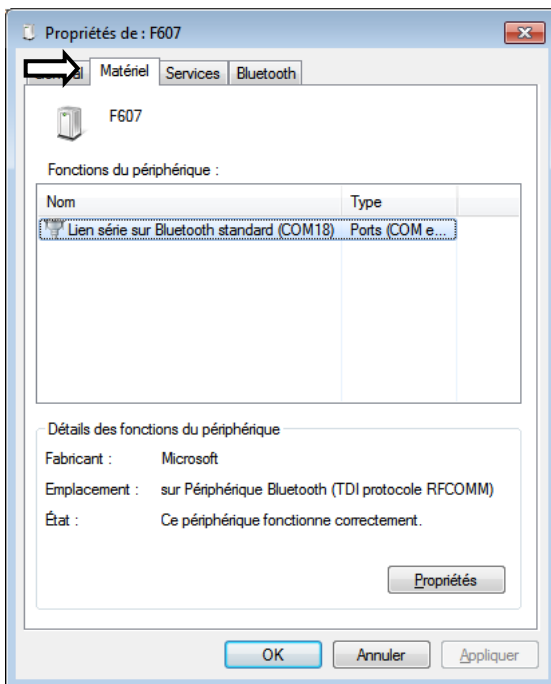 Propriétés de : F607
Matériel Services Bluetooth
F607
Fonctions du périphérique :
Nom Type
Lien série sur Bluetooth standard (COM18) Ports (COM e...
Détails des fonctions du périphérique
Fabricant : Microsoft
Emplacement : sur Périphérique Bluetooth (TDI protocole RFCOMM)
État : Ce périphérique fonctionne correctement.
Propriétés
OK Annuler Appliquer